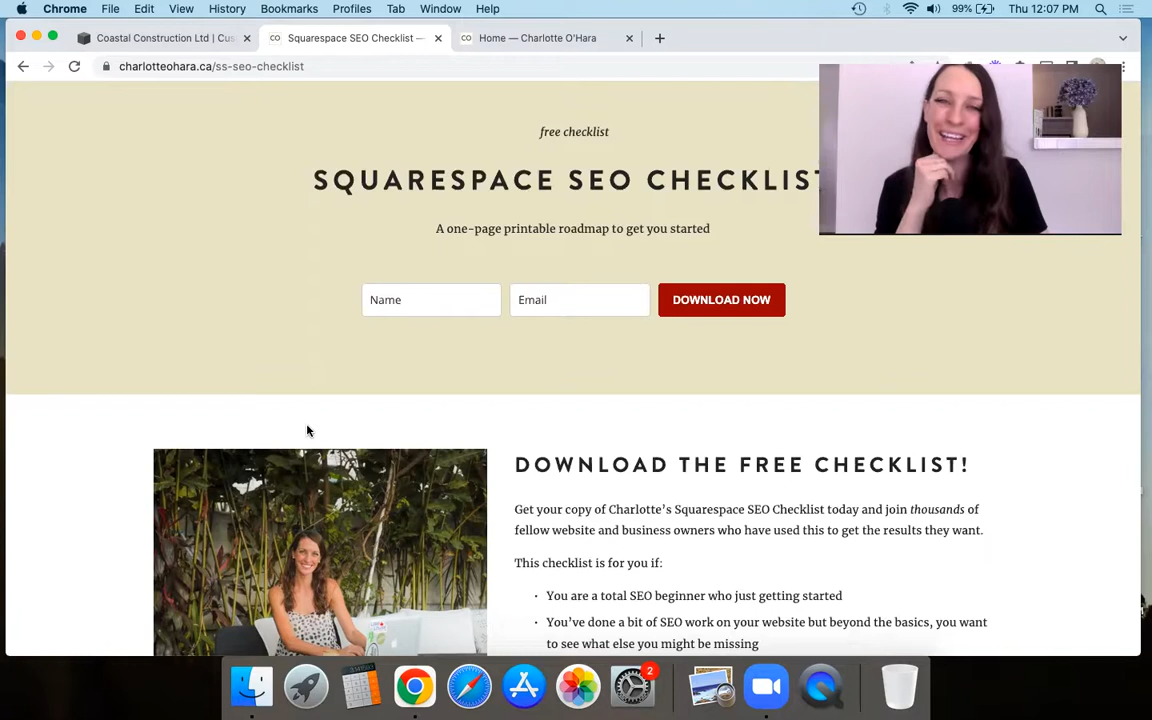 Chrome File Edit View History Bookmarks Profiles Tab Window Help 99% Thu 12:07 PM
Coastal Construction Ltd | Cus
Squarespace SEO Checklist —
CO Home — Charlotte O'Hara
charlotteohara.ca/ss-seo-checklist
free checklist
SQUARESPACE SEO CHECKLIST
A one-page printable roadmap to get you started
Name Email DOWNLOAD NOW
DOWNLOAD THE FREE CHECKLIST!
Get your copy of Charlotte’s Squarespace SEO Checklist today and join thousands of
fellow website and business owners who have used this to get the results they want.
This checklist is for you if:
· You are a total SEO beginner who just getting started
· You’ve done a bit of SEO work on your website but beyond the basics, you want
to see what else you might be missing
2